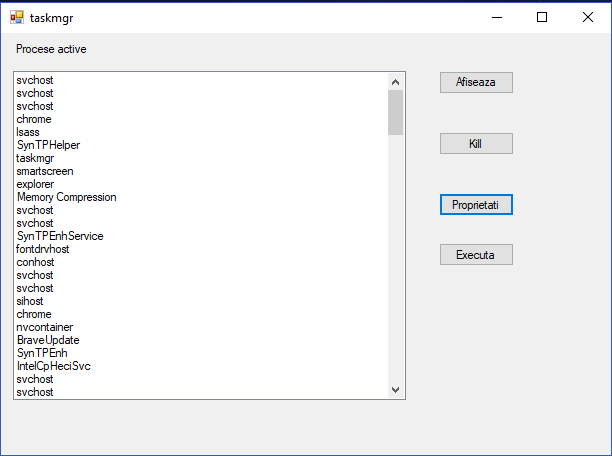 taskmgr
Procese active
svchost
svchost
svchost
chrome
lsass
SynTPHelper
taskmgr
smartscreen
explorer
Memory Compression
svchost
svchost
SynTPEnhService
fontdrvhost
conhost
svchost
svchost
sihost
chrome
nvcontainer
BraveUpdate
SynTPEnh
IntelCpHeciSvc
svchost
svchost
Afiseaza
Kill
Proprietati
Executa